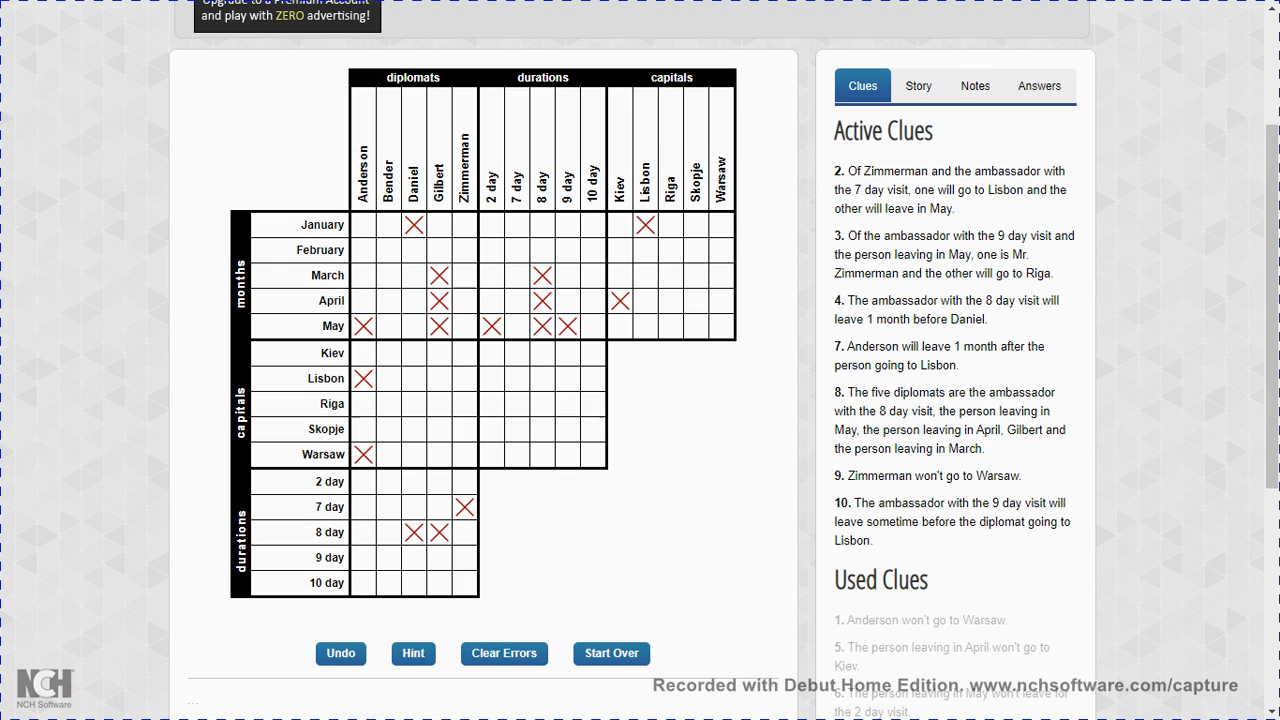 Upgrade to a Premium Account
and play with ZERO advertising!
diplomats
durations
capitals
Anderson
Bender
Daniel
Gilbert
Zimmerman
2 day
7 day
8 day
9 day
10 day
Kiev
Lisbon
Riga
Skopje
Warsaw
months
January
February
March
April
May
capitals
Kiev
Lisbon
Riga
Skopje
Warsaw
durations
2 day
7 day
8 day
9 day
10 day
Undo
Hint
Clear Errors
Start Over
Clues
Story
Notes
Answers
Active Clues
2. Of Zimmerman and the ambassador with
the 7 day visit, one will go to Lisbon and the
other will leave in May.
3. Of the ambassador with the 9 day visit and
the person leaving in May, one is Mr.
Zimmerman and the other will go to Riga.
4. The ambassador with the 8 day visit will
leave 1 month before Daniel.
7. Anderson will leave 1 month after the
person going to Lisbon.
8. The five diplomats are the ambassador
with the 8 day visit, the person leaving in
May, the person leaving in April, Gilbert and
the person leaving in March.
9. Zimmerman won't go to Warsaw.
10. The ambassador with the 9 day visit will
leave sometime before the diplomat going to
Lisbon.
Used Clues
1. Anderson won't go to Warsaw.
5. The person leaving in April won't go to
Kiev.
6. The person leaving in May won't leave for
the 2 day visit.
NCH
NCH Software
Recorded with Debut Home Edition. www.nchsoftware.com/capture